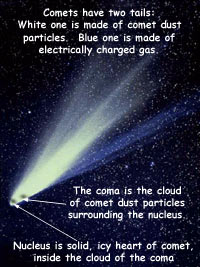 Comets have two tails:
White one is made of comet dust
particles. Blue one is made of
electrically charged gas.
The coma is the cloud
of comet dust particles
surrounding the nucleus.
Nucleus is solid, icy heart of comet,
inside the cloud of the coma